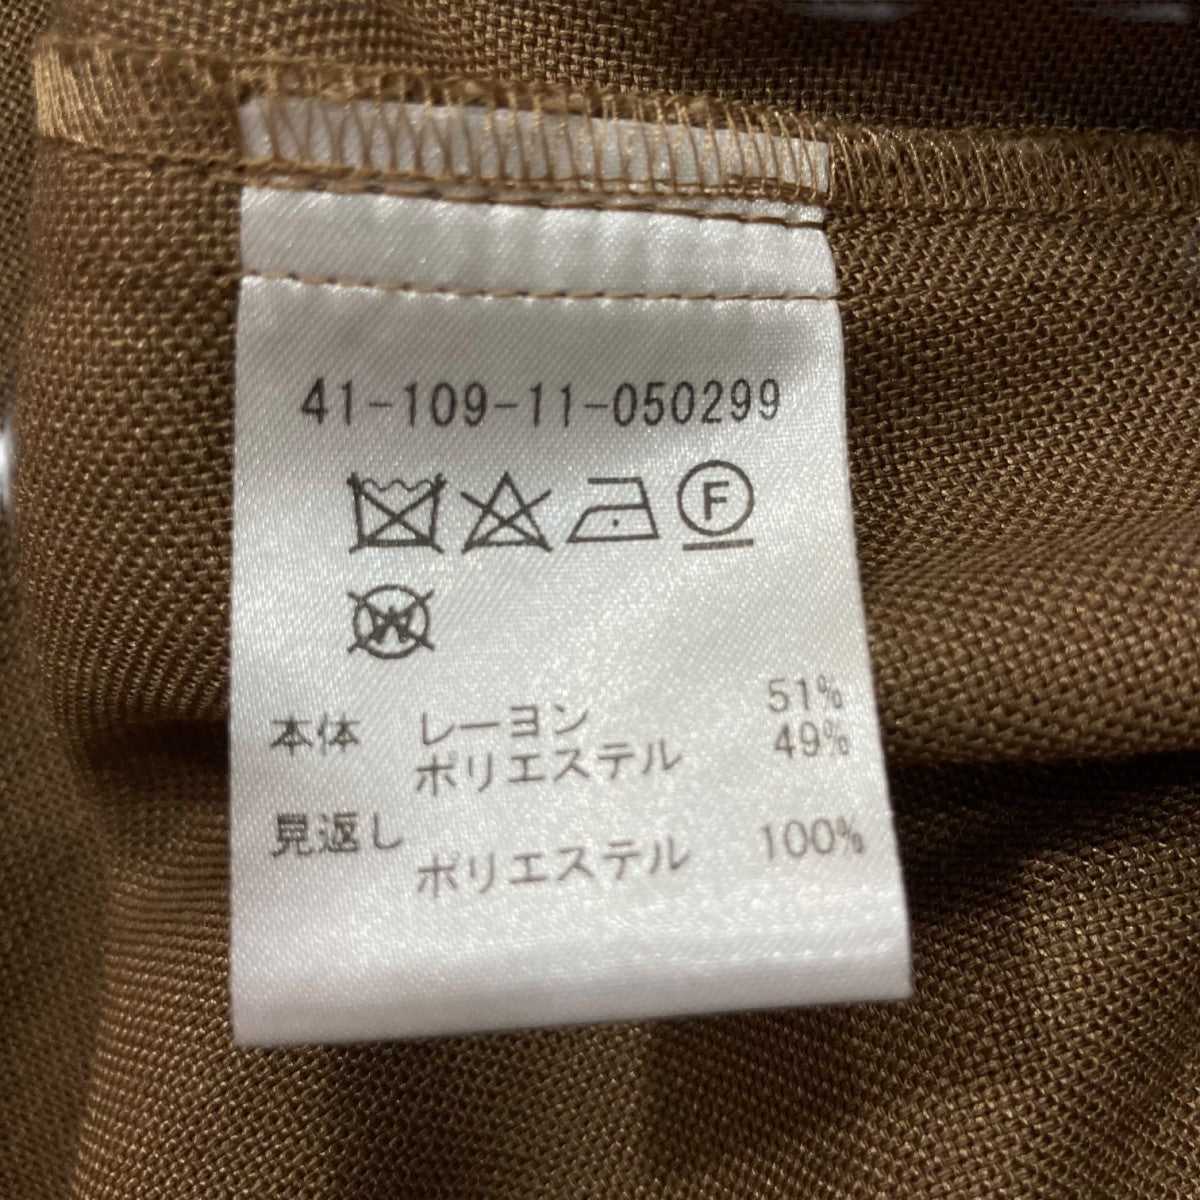 41-109-11-050299
F
W
本体 レーヨン 51%
ポリエステル 49%
見返し
ポリエステル 100%